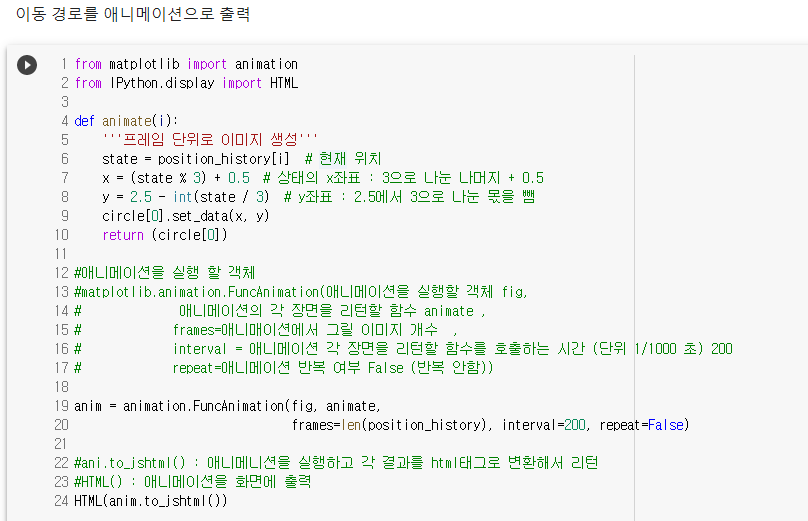 이동 경로를 애니메이션으로 출력
1 from matplotlib import animation
2 from IPython.display import HTML
3
4 def animate(i):
5     '''프레임 단위로 이미지 생성'''
6     state = position_history[i]  # 현재 위치
7     x = (state % 3) + 0.5  # 상태의 x좌표 : 3으로 나눈 나머지 + 0.5
8     y = 2.5 - int(state / 3)  # y좌표 : 2.5에서 3으로 나눈 몫을 뺌
9     circle[0].set_data(x, y)
10     return (circle[0])
11
12 #애니메이션을 실행 할 객체
13 #matplotlib.animation.FuncAnimation(애니메이션을 실행할 객체 fig,
14 #              애니메이션의 각 장면을 리턴할 함수 animate ,
15 #             frames=애니매이션에서 그릴 이미지 개수  ,
16 #             interval = 애니메이션 각 장면을 리턴할 함수를 호출하는 시간 (단위 1/1000 초) 200
17 #             repeat=애니메이션 반복 여부 False (반복 안함))
18
19 anim = animation.FuncAnimation(fig, animate,
20                               frames=len(position_history), interval=200, repeat=False)
21
22 #ani.to_jshtml() : 애니메니션을 실행하고 각 결과를 html태그로 변환해서 리턴
23 #HTML() : 애니메이션을 화면에 출력
24 HTML(anim.to_jshtml())